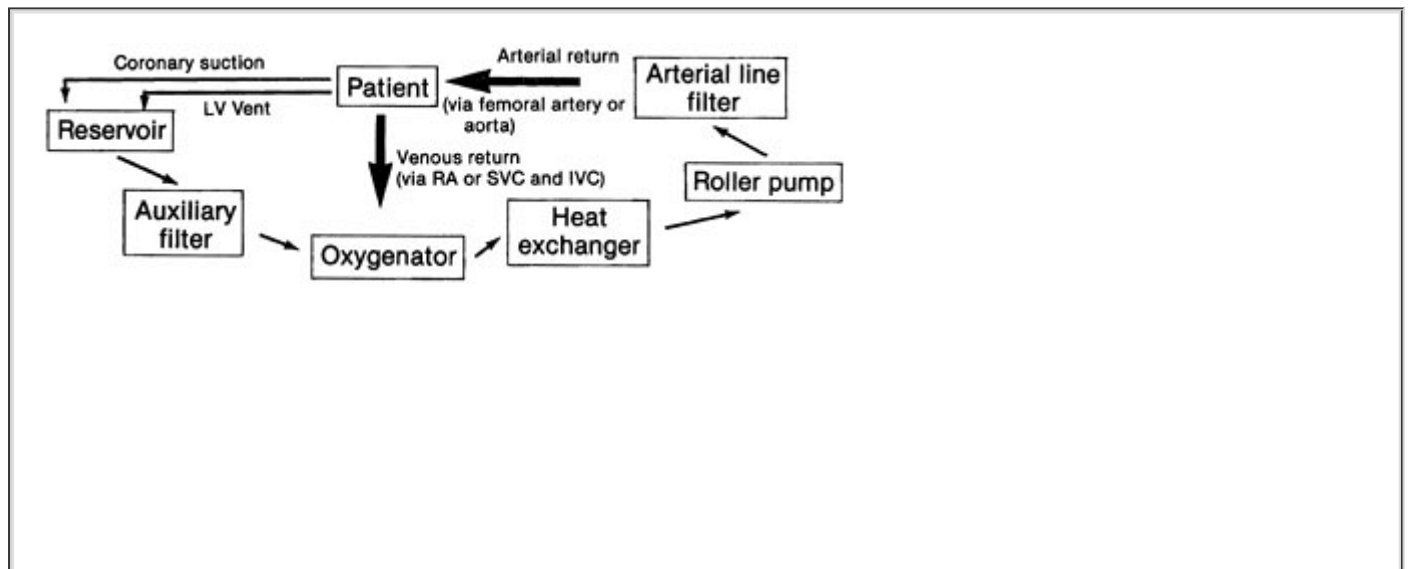 Coronary suction
LV Vent
Patient
Arterial return
(via femoral artery or
aorta)
Arterial line
filter
Reservoir
Venous return
(via RA or SVC and IVC)
Roller pump
Auxiliary
filter
Oxygenator
Heat
exchanger